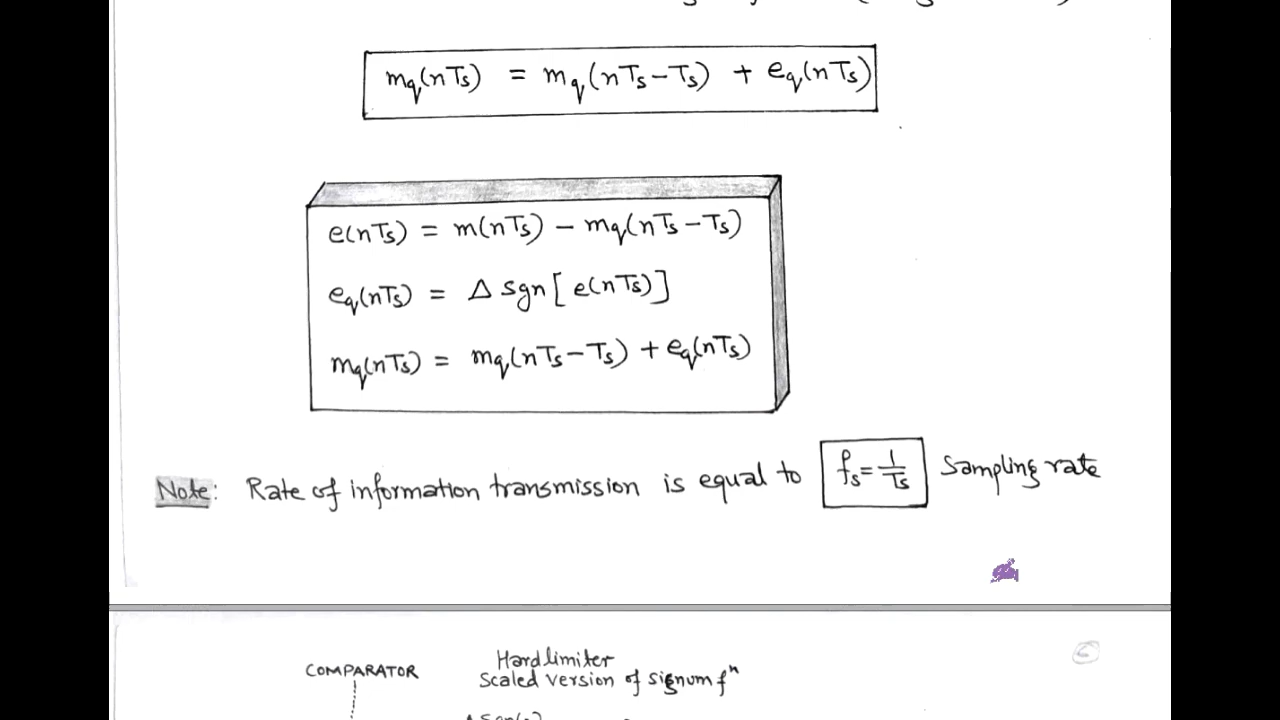 mq(nTs) = mq(nTs-Ts) + eq(nTs)
e(nTs) = m(nTs) - mq(nTs-Ts)
eq(nTs) = Δ sgn[e(nTs)]
mq(nTs) = mq(nTs-Ts) + eq(nTs)
Note: Rate of information transmission is equal to fs = 1/Ts Sampling rate
Hardlimiter
COMPARATOR Scaled version of signum fⁿ